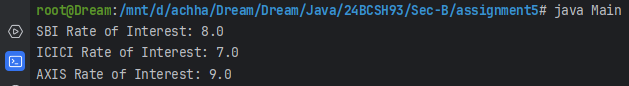 root@Dream:/mnt/d/achha/Dream/Dream/Java/24BCSH93/Sec-B/assignment5# java Main
SBI Rate of Interest: 8.0
ICICI Rate of Interest: 7.0
AXIS Rate of Interest: 9.0